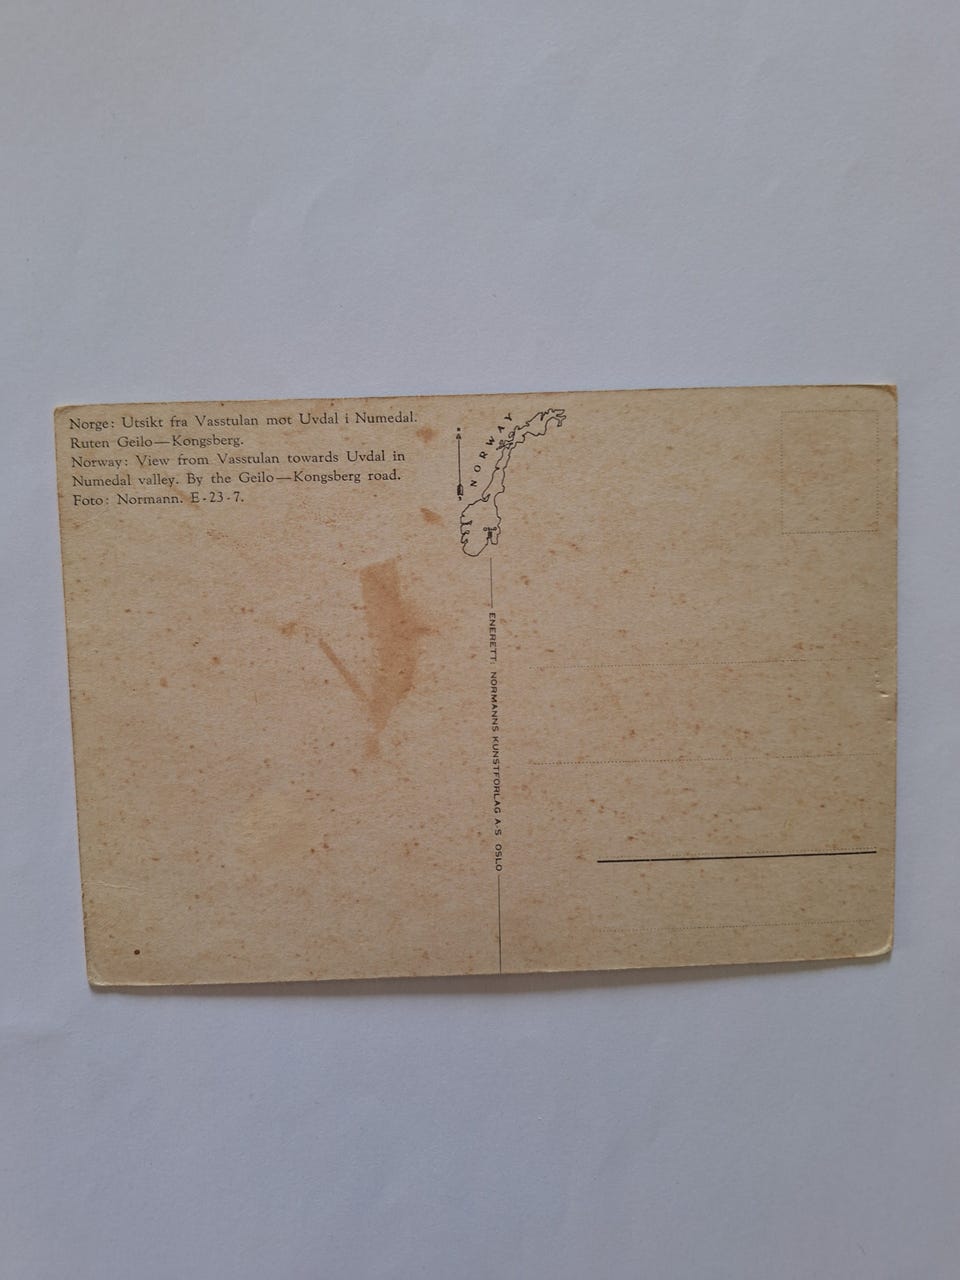 Norge: Utsikt fra Vasstulan mot Uvdal i Numedal.
Ruten Geilo—Kongsberg.
Norway: View from Vasstulan towards Uvdal in
Numedal valley. By the Geilo—Kongsberg road.
Foto: Normann. E-23-7.
NORWAY
ENERETT: NORMANNS KUNSTFORLAG A·S OSLO